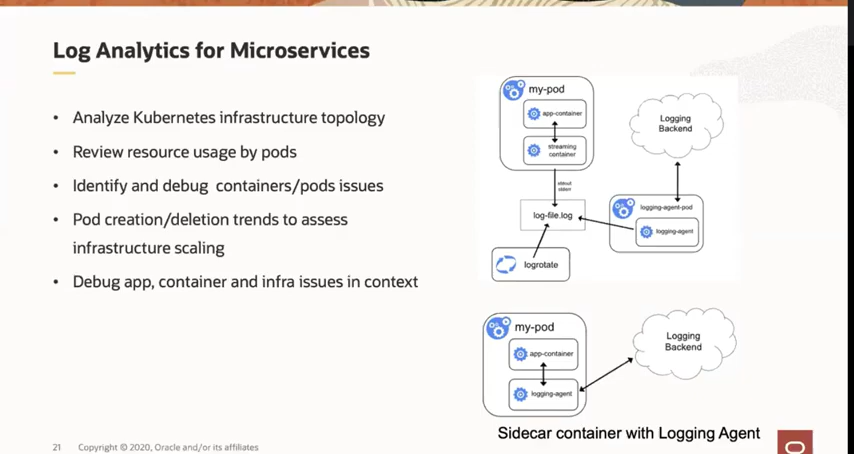 Log Analytics for Microservices
• Analyze Kubernetes infrastructure topology
• Review resource usage by pods
• Identify and debug containers/pods issues
• Pod creation/deletion trends to assess
infrastructure scaling
• Debug app, container and infra issues in context
my-pod
app-container
streaming
container
stdout
stderr
log-file.log
logrotate
Logging
Backend
logging-agent-pod
logging-agent
my-pod
app-container
logging-agent
Logging
Backend
Sidecar container with Logging Agent
21 Copyright © 2020, Oracle and/or its affiliates